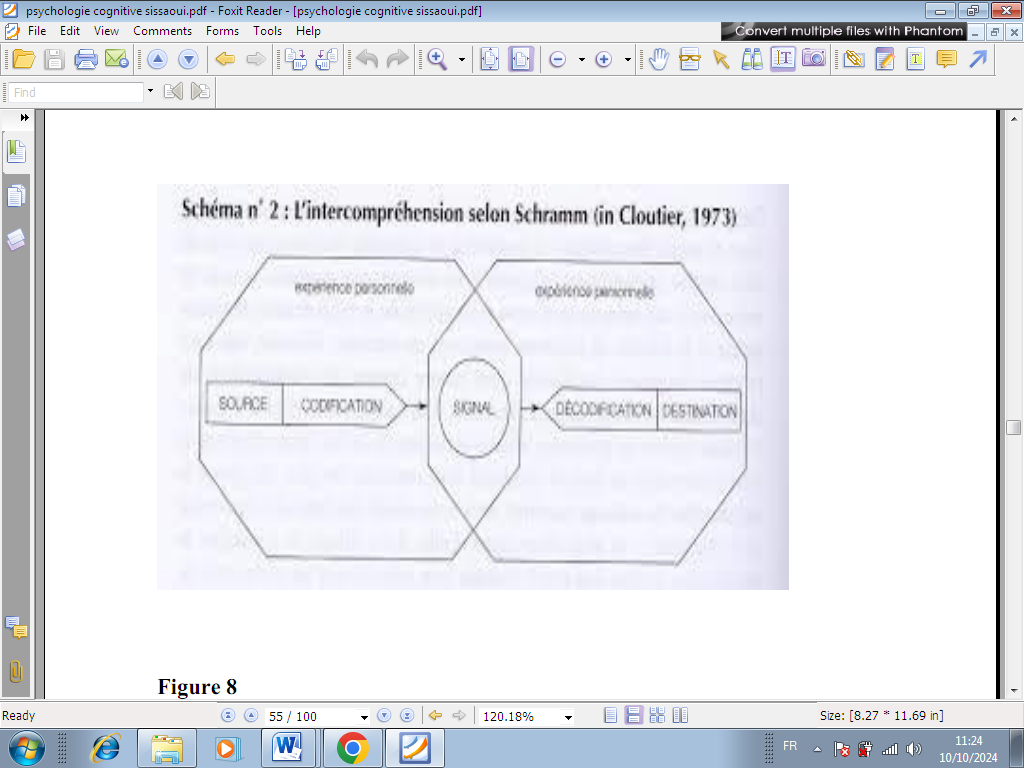 psychologie cognitive sissaoui.pdf - Foxit Reader - [psychologie cognitive sissaoui.pdf]
File Edit View Comments Forms Tools Help
Convert multiple files with Phantom
Find
Schéma n° 2 : L'intercompréhension selon Schramm (in Cloutier, 1973)
expérience personnelle
expérience personnelle
SOURCE
CODIFICATION
SIGNAL
DÉCODIFICATION
DESTINATION
Figure 8
Ready
55 / 100
120.18%
Size: [8.27 * 11.69 in]
FR
11:24
10/10/2024